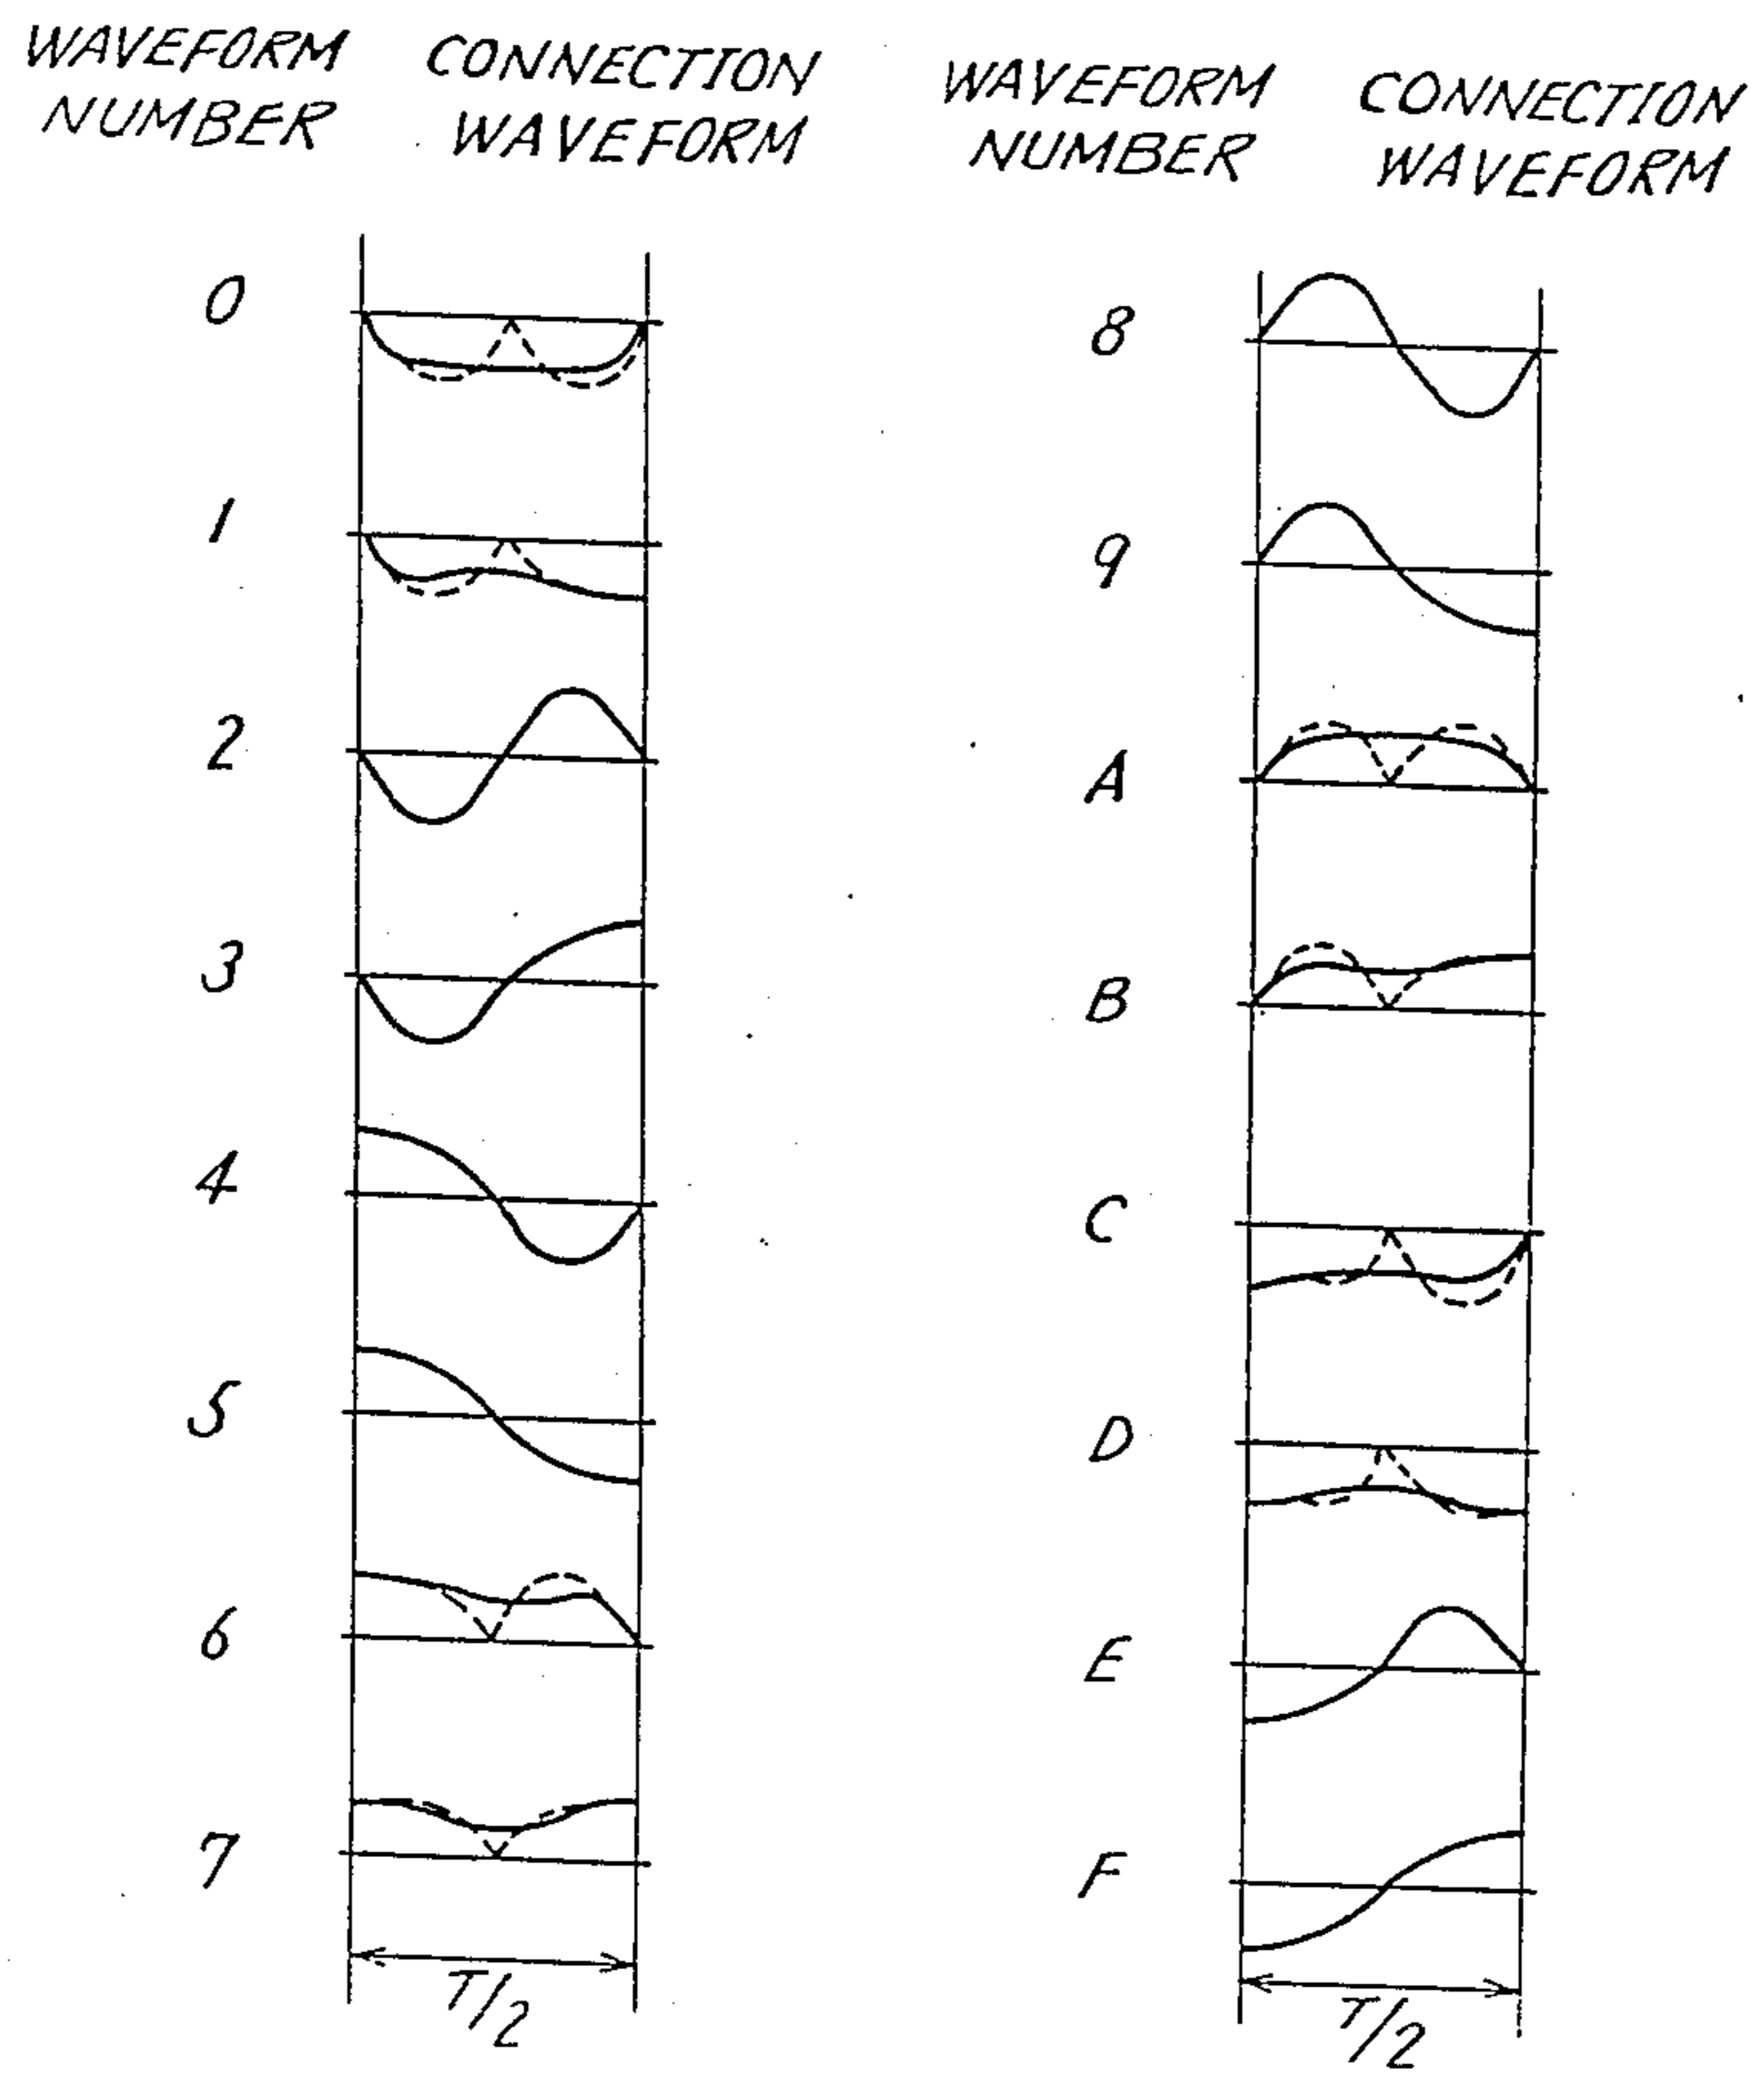 WAVEFORM NUMBER
CONNECTION WAVEFORM
0
1
2
3
4
5
6
7
T/2
WAVEFORM NUMBER
CONNECTION WAVEFORM
8
9
A
B
C
D
E
F
T/2